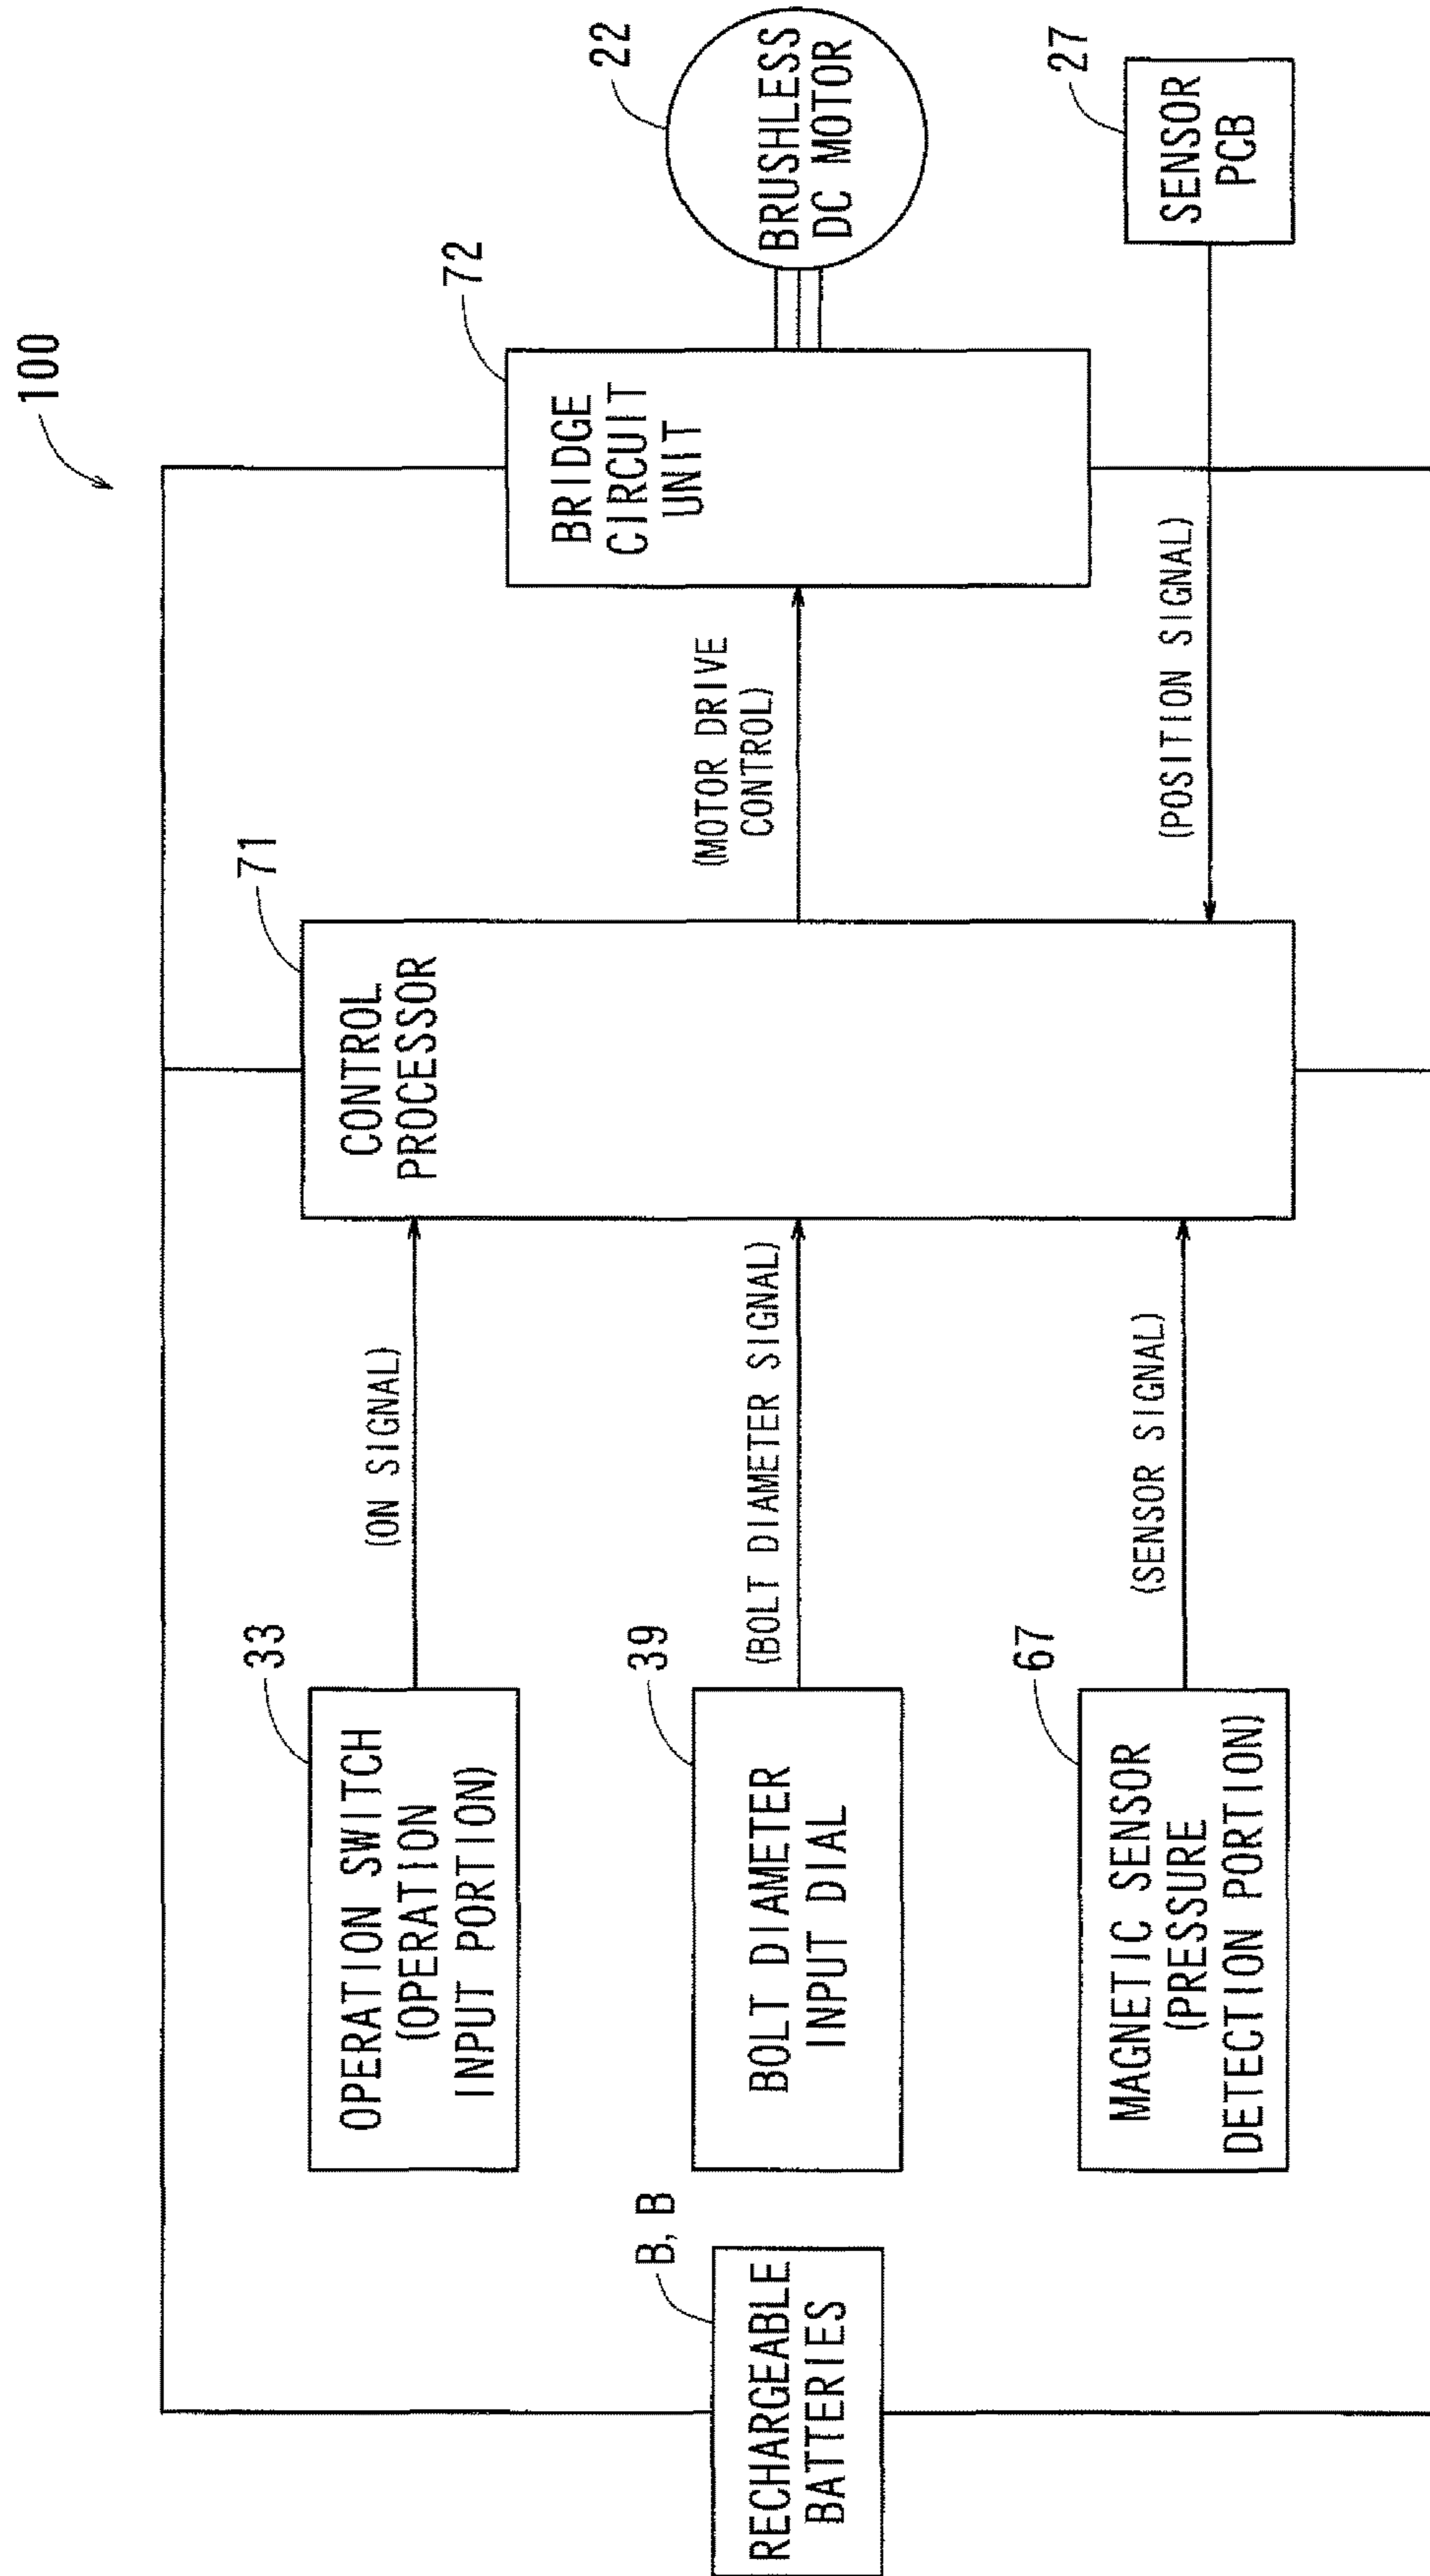 100
RECHARGEABLE
BATTERIES
B, B
OPERATION SWITCH
(OPERATION
INPUT PORTION)
33
(ON SIGNAL)
BOLT DIAMETER
INPUT DIAL
39
(BOLT DIAMETER SIGNAL)
MAGNETIC SENSOR
(PRESSURE
DETECTION PORTION)
67
(SENSOR SIGNAL)
CONTROL
PROCESSOR
71
(MOTOR DRIVE
CONTROL)
(POSITION SIGNAL)
BRIDGE
CIRCUIT
UNIT
72
BRUSHLESS
DC MOTOR
22
SENSOR
PCB
27